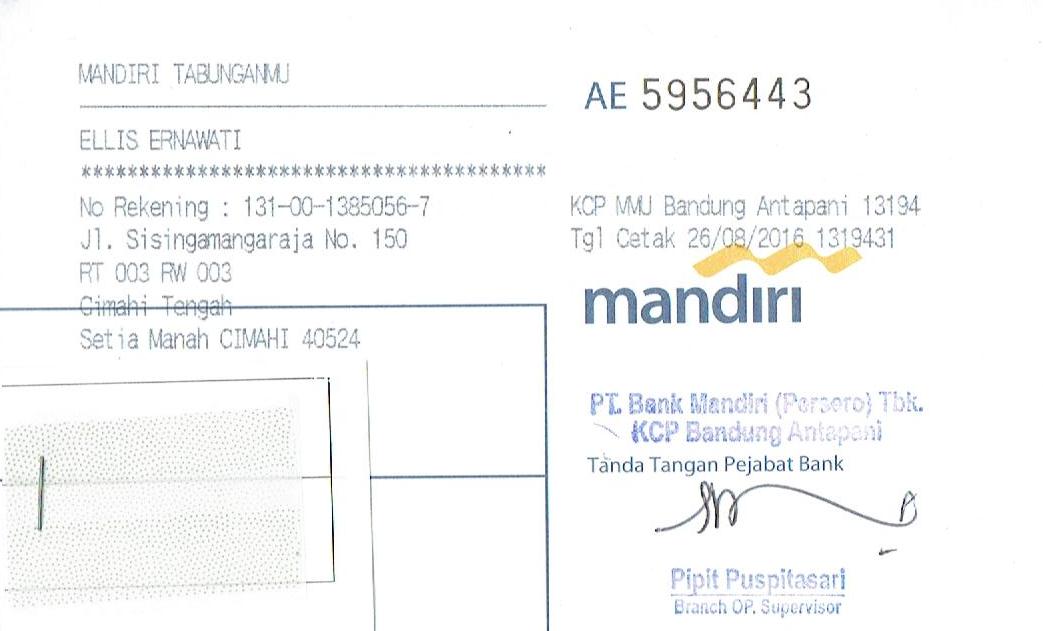 MANDIRI TABUNGANMU
AE 5956443
ELLIS ERNAWATI
****************************************
No Rekening : 131-00-1385056-7
Jl. Sisingamangaraja No. 150
RT 003 RW 003
Cimahi Tengah
Setia Manah CIMAHI 40524
KCP MMU Bandung Antapani 13194
Tgl Cetak 26/08/2016 1319431
mandırı
PT. Bank Mandiri (Persero) Tbk.
KCP Bandung Antapani
Tanda Tangan Pejabat Bank
Pipit Puspitasari
Branch OP. Supervisor